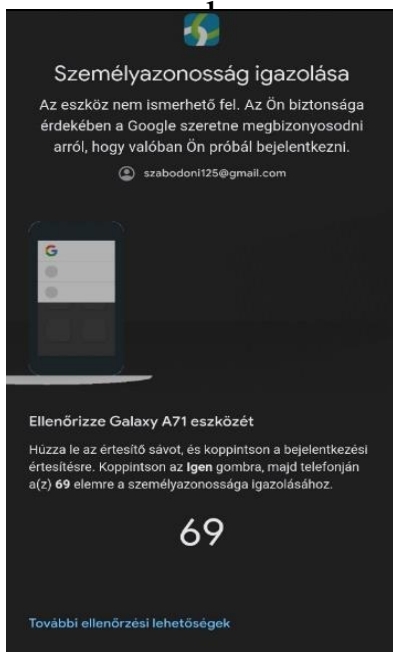 1
Személyazonosság igazolása
Az eszköz nem ismerhető fel. Az Ön biztonsága
érdekében a Google szeretne megbizonyosodni
arról, hogy valóban Ön próbál bejelentkezni.
szabodoni125@gmail.com
G
Ellenőrizze Galaxy A71 eszközét
Húzza le az értesítő sávot, és koppintson a bejelentkezési
értesítésre. Koppintson az Igen gombra, majd telefonján
a(z) 69 elemre a személyazonossága igazolásához.
69
További ellenőrzési lehetőségek